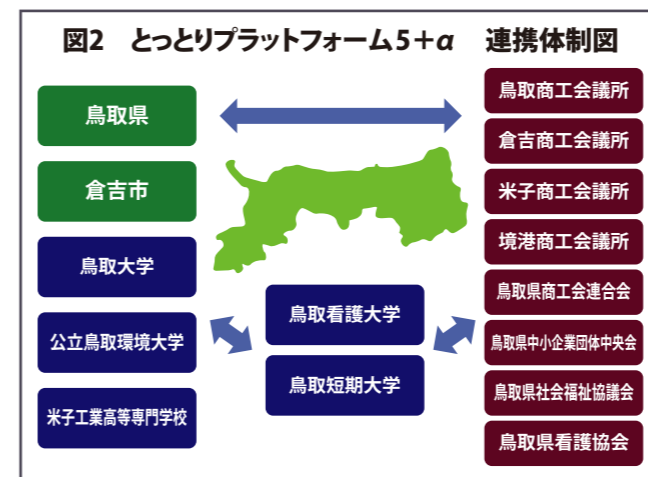 図2 とっとりプラットフォーム5+α 連携体制図
鳥取県
倉吉市
鳥取大学
公立鳥取環境大学
米子工業高等専門学校
鳥取看護大学
鳥取短期大学
鳥取商工会議所
倉吉商工会議所
米子商工会議所
境港商工会議所
鳥取県商工会連合会
鳥取県中小企業団体中央会
鳥取県社会福祉協議会
鳥取県看護協会